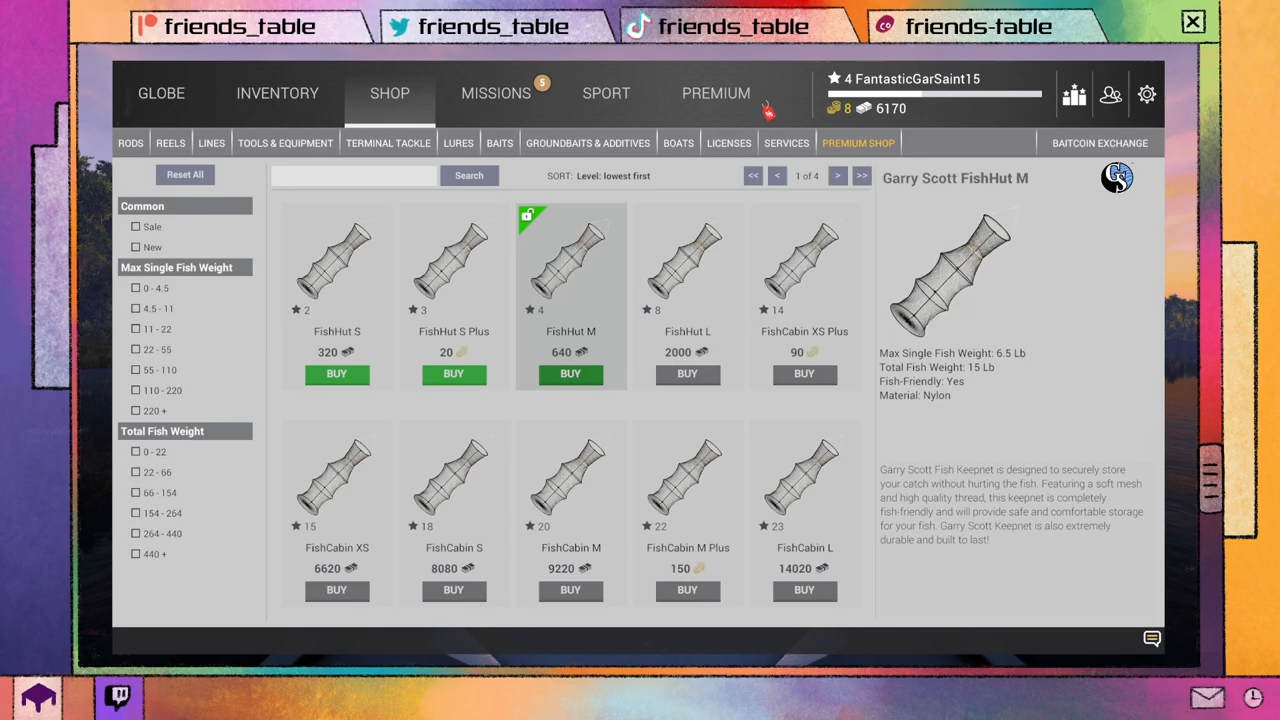 friends_table
friends_table
friends_table
friends-table
GLOBE
INVENTORY
SHOP
MISSIONS
5
SPORT
PREMIUM
4 FantasticGarSaint15
8
6170
RODS
REELS
LINES
TOOLS & EQUIPMENT
TERMINAL TACKLE
LURES
BAITS
GROUNDBAITS & ADDITIVES
BOATS
LICENSES
SERVICES
PREMIUM SHOP
BAITCOIN EXCHANGE
Reset All
Search
SORT: Level: lowest first
<<
<
1 of 4
>
>>
Garry Scott FishHut M
Common
Sale
New
Max Single Fish Weight
0 - 4.5
4.5 - 11
11 - 22
22 - 55
55 - 110
110 - 220
220 +
Total Fish Weight
0 - 22
22 - 66
66 - 154
154 - 264
264 - 440
440 +
2
3
4
8
14
FishHut S
FishHut S Plus
FishHut M
FishHut L
FishCabin XS Plus
320
20
640
2000
90
BUY
BUY
BUY
BUY
BUY
15
18
20
22
23
FishCabin XS
FishCabin S
FishCabin M
FishCabin M Plus
FishCabin L
6620
8080
9220
150
14020
BUY
BUY
BUY
BUY
BUY
Max Single Fish Weight: 6.5 Lb
Total Fish Weight: 15 Lb
Fish-Friendly: Yes
Material: Nylon
Garry Scott Fish Keepnet is designed to securely store
your catch without hurting the fish. Featuring a soft mesh
and high quality thread, this keepnet is completely
fish-friendly and will provide safe and comfortable storage
for your fish. Garry Scott Keepnet is also extremely
durable and built to last!